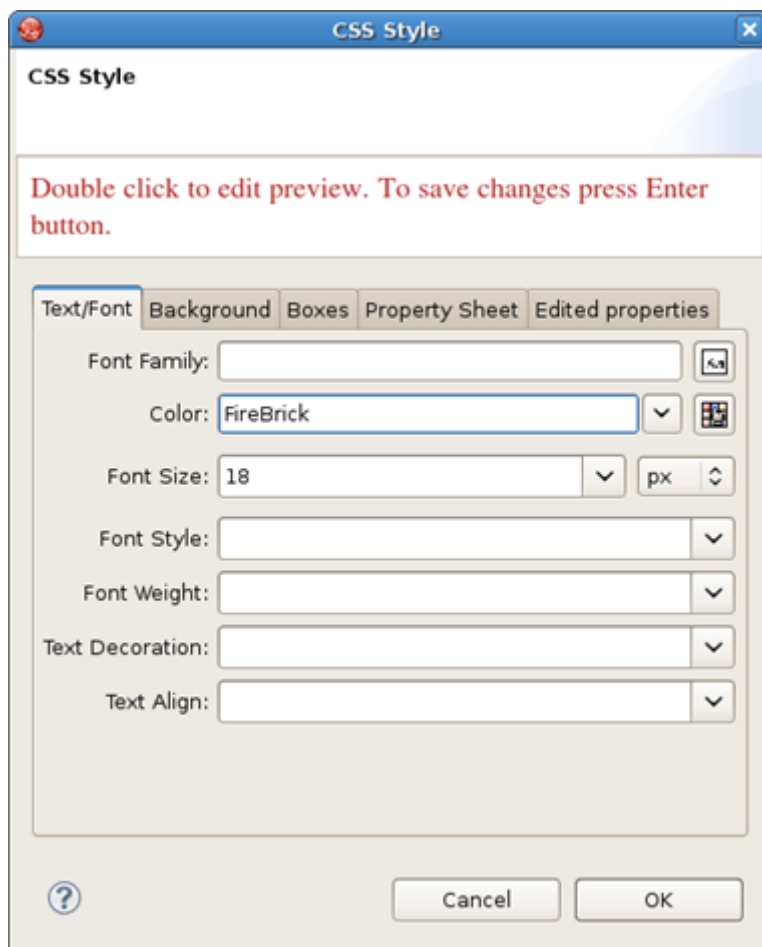 CSS Style
CSS Style
Double click to edit preview. To save changes press Enter
button.
Text/Font Background Boxes Property Sheet Edited properties
Font Family:
Color: FireBrick
Font Size: 18 px
Font Style:
Font Weight:
Text Decoration:
Text Align:
Cancel OK